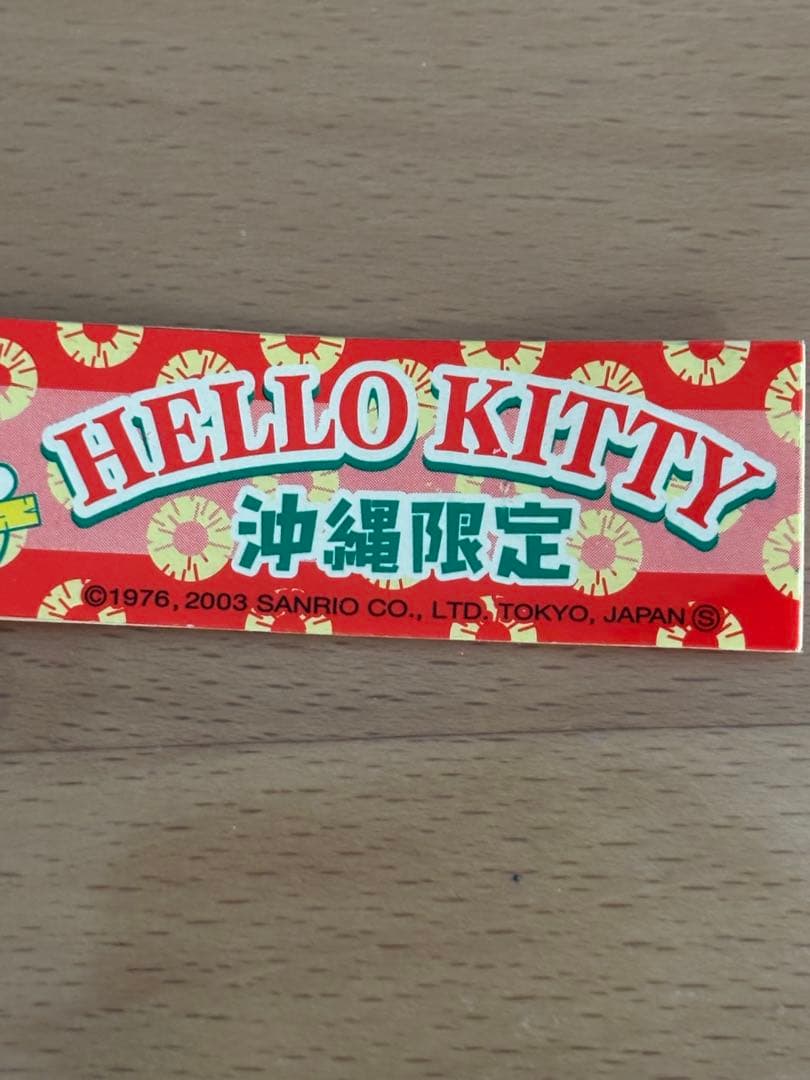 HELLO KITTY
沖縄限定
©1976, 2003 SANRIO CO., LTD. TOKYO, JAPAN Ⓢ